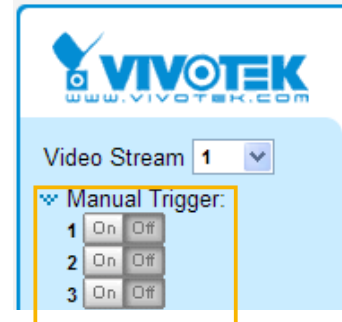 VIVOTEK
www.vivotek.com
Video Stream 1
Manual Trigger:
1 On Off
2 On Off
3 On Off